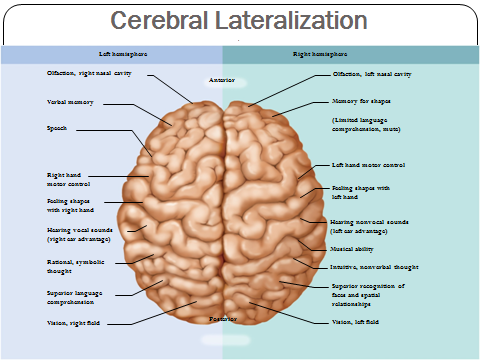 Cerebral Lateralization
Left hemisphere
Right hemisphere
Anterior
Olfaction, right nasal cavity
Verbal memory
Speech
Right hand
motor control
Feeling shapes
with right hand
Hearing vocal sounds
(right ear advantage)
Rational, symbolic
thought
Superior language
comprehension
Vision, right field
Olfaction, left nasal cavity
Memory for shapes
(Limited language
comprehension, mute)
Left hand motor control
Feeling shapes with
left hand
Hearing nonvocal sounds
(left ear advantage)
Musical ability
Intuitive, nonverbal thought
Superior recognition of
faces and spatial
relationships
Vision, left field
Posterior